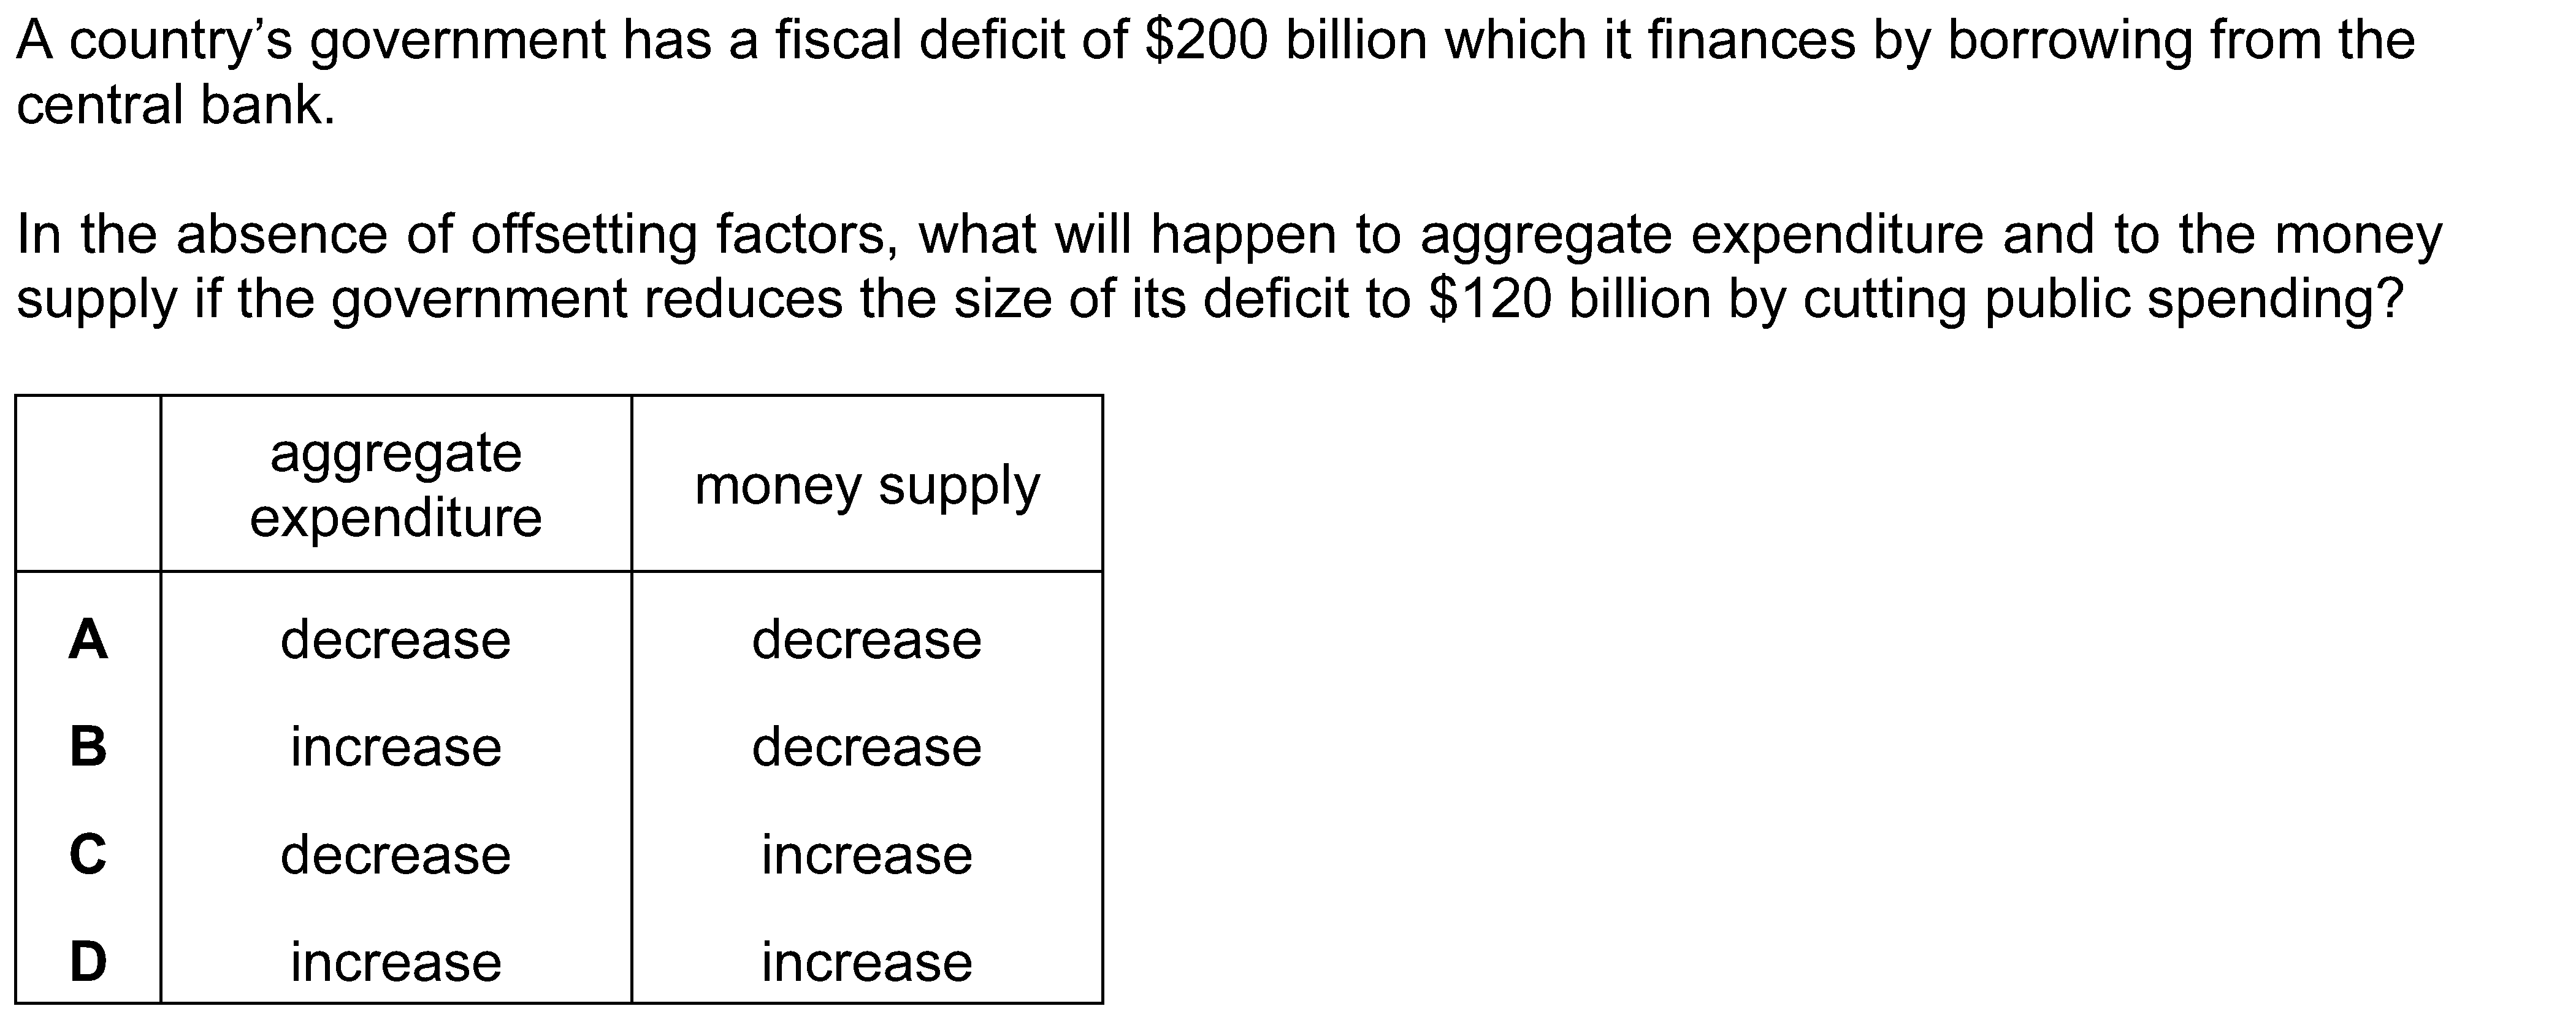 A country’s government has a fiscal deficit of $200 billion which it finances by borrowing from the
central bank.
In the absence of offsetting factors, what will happen to aggregate expenditure and to the money
supply if the government reduces the size of its deficit to $120 billion by cutting public spending?
aggregate
expenditure
money supply
A decrease decrease
B increase decrease
C decrease increase
D increase increase